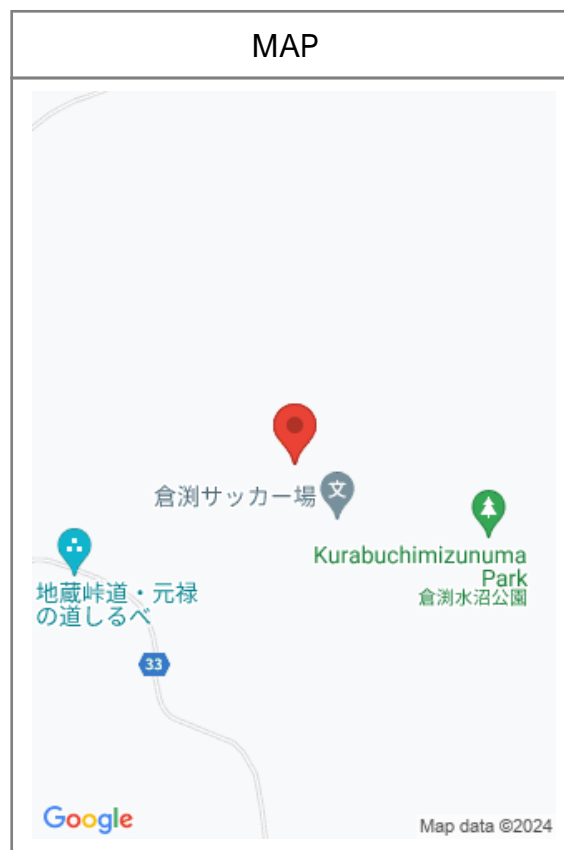 MAP
倉渕サッカー場
文
Kurabuchimizunuma
Park
倉渕水沼公園
地蔵峠道・元禄
の道しるべ
33
Google
Map data ©2024